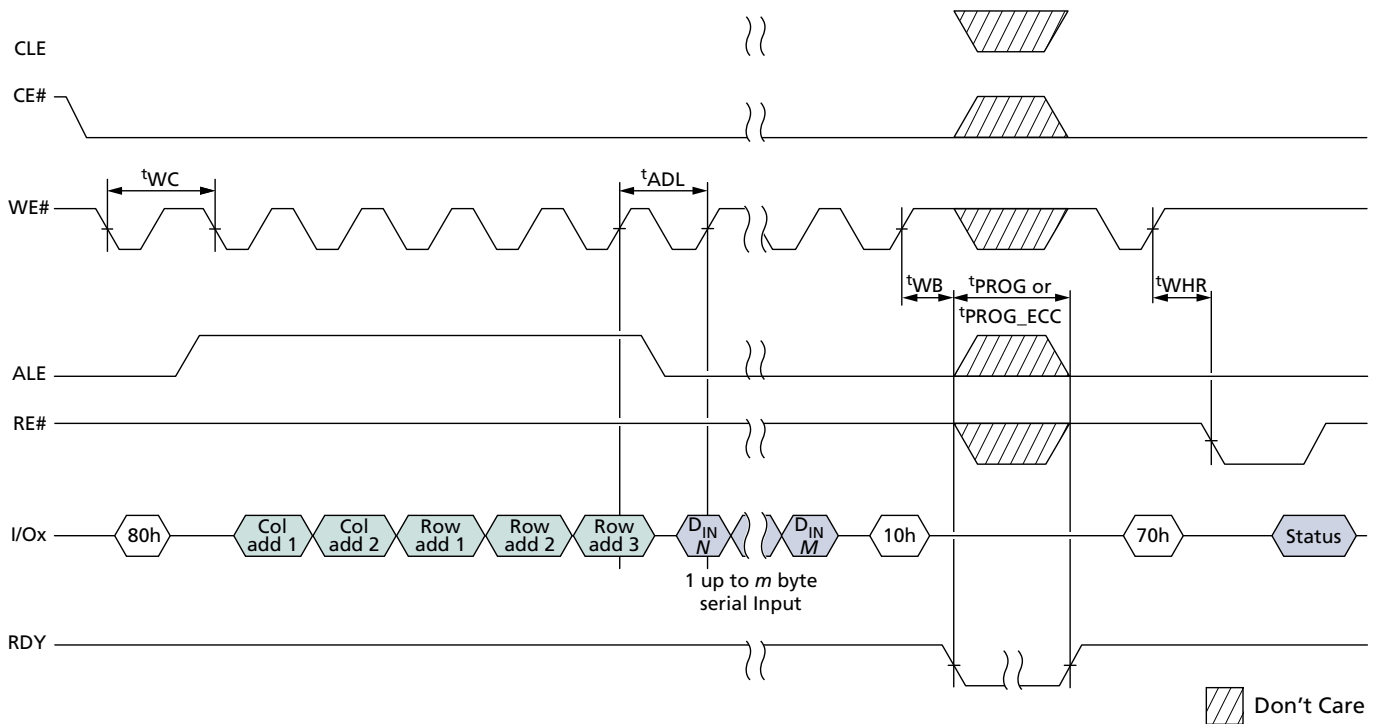 CLE
CE#
tWC
tADL
WE#
tWB
tPROG or
tPROG_ECC
tWHR
ALE
RE#
I/Ox
80h
Col
add 1
Col
add 2
Row
add 1
Row
add 2
Row
add 3
DIN
N
DIN
M
10h
70h
Status
1 up to m byte
serial Input
RDY
Don't Care